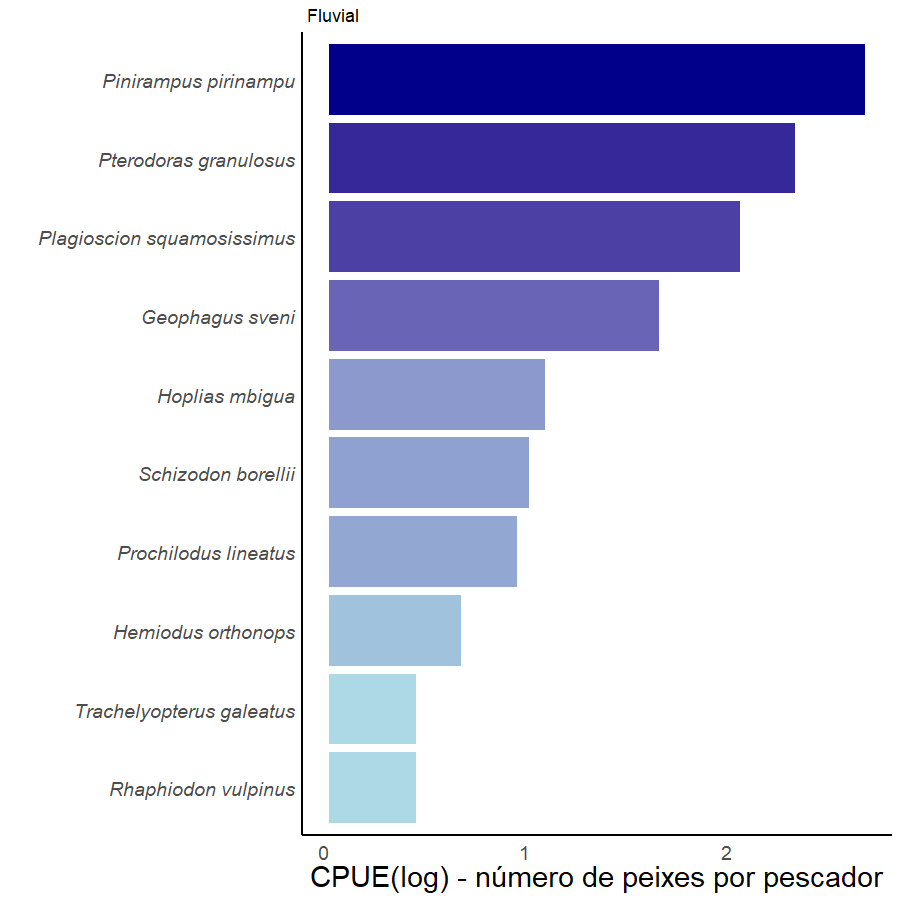 Fluvial
Pinirampus pirinampu
Pterodoras granulosus
Plagioscion squamosissimus
Geophagus sveni
Hoplias mbigua
Schizodon borellii
Prochilodus lineatus
Hemiodus orthonops
Trachelyopterus galeatus
Rhaphiodon vulpinus
0 1 2
CPUE(log) - número de peixes por pescador